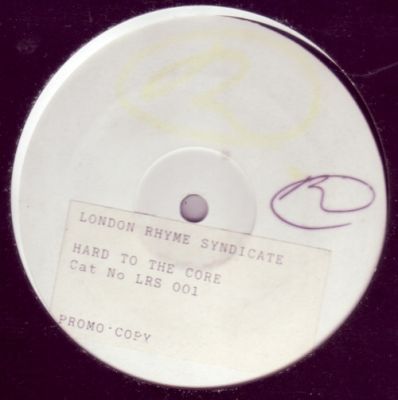 LONDON RHYME SYNDICATE
HARD TO THE CORE
Cat No LRS 001
PROMO COPY